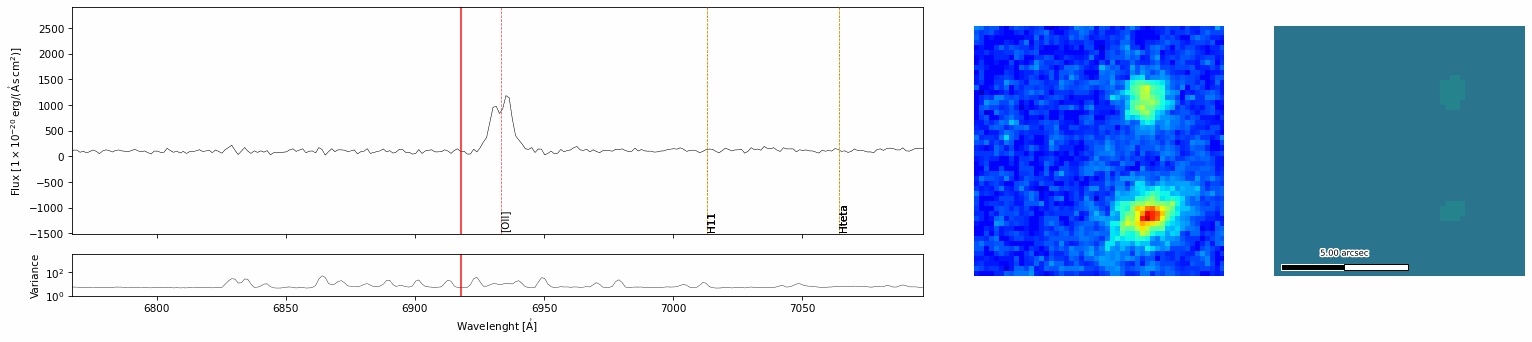 Flux [1 × 10⁻²⁰ erg/(Å s cm²)]
2500
2000
1500
1000
500
0
−500
−1000
−1500
[OII]
H11
Hteta
Variance
10²
10⁰
6800
6850
6900
6950
7000
7050
Wavelenght [Å]
5.00 arcsec